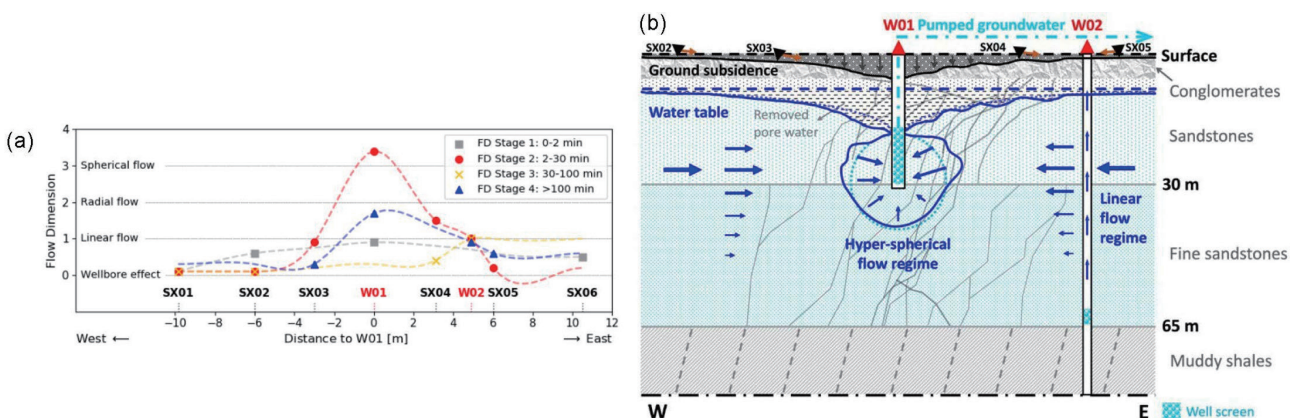 (a)
Flow Dimension
4
3
2
1
0
Spherical flow
Radial flow
Linear flow
Wellbore effect
FD Stage 1: 0-2 min
FD Stage 2: 2-30 min
FD Stage 3: 30-100 min
FD Stage 4: >100 min
SX01 SX02 SX03 W01 SX04 W02 SX05 SX06
−10 −8 −6 −4 −2 0 2 4 6 8 10 12
West ← Distance to W01 [m] → East
(b)
W01 Pumped groundwater W02
SX02 SX03 SX04 SX05
Surface
Ground subsidence
Conglomerates
Water table
Removed
pore water
Sandstones
30 m
Linear
flow
regime
Hyper-spherical
flow regime
Fine sandstones
65 m
Muddy shales
W E
Well screen